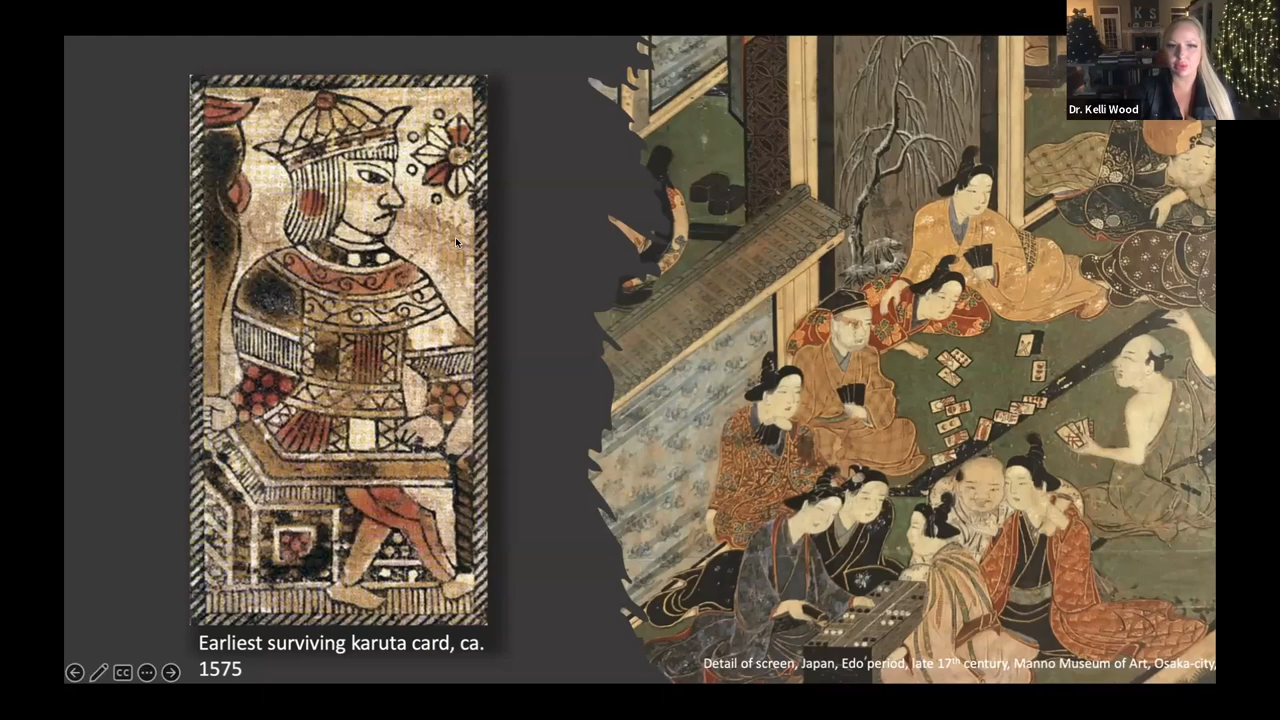 K S
Dr. Kelli Wood
Earliest surviving karuta card, ca.
1575
Detail of screen, Japan, Edo period, late 17th century, Manno Museum of Art, Osaka-city,
CC